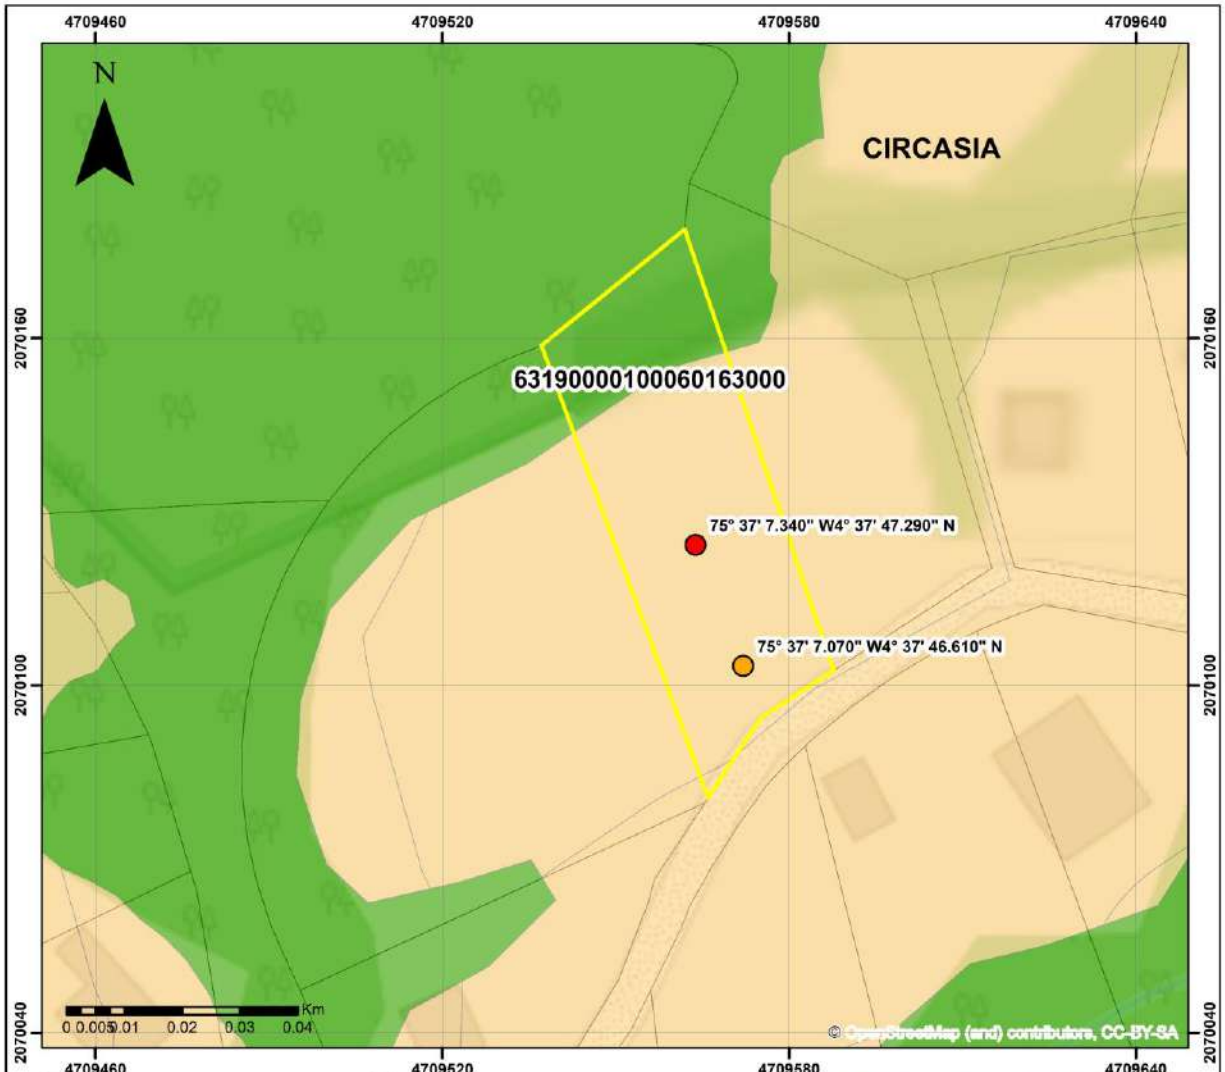 4709460 4709520 4709580 4709640
N
CIRCASIA
2070160 2070160
63190000100060163000
75° 37' 7.340" W4° 37' 47.290" N
75° 37' 7.070" W4° 37' 46.610" N
2070100 2070100
Km
0 0.005 0.01 0.02 0.03 0.04
2070040 2070040
© OpenStreetMap (and) contributors, CC-BY-SA
4709460 4709520 4709580 4709640